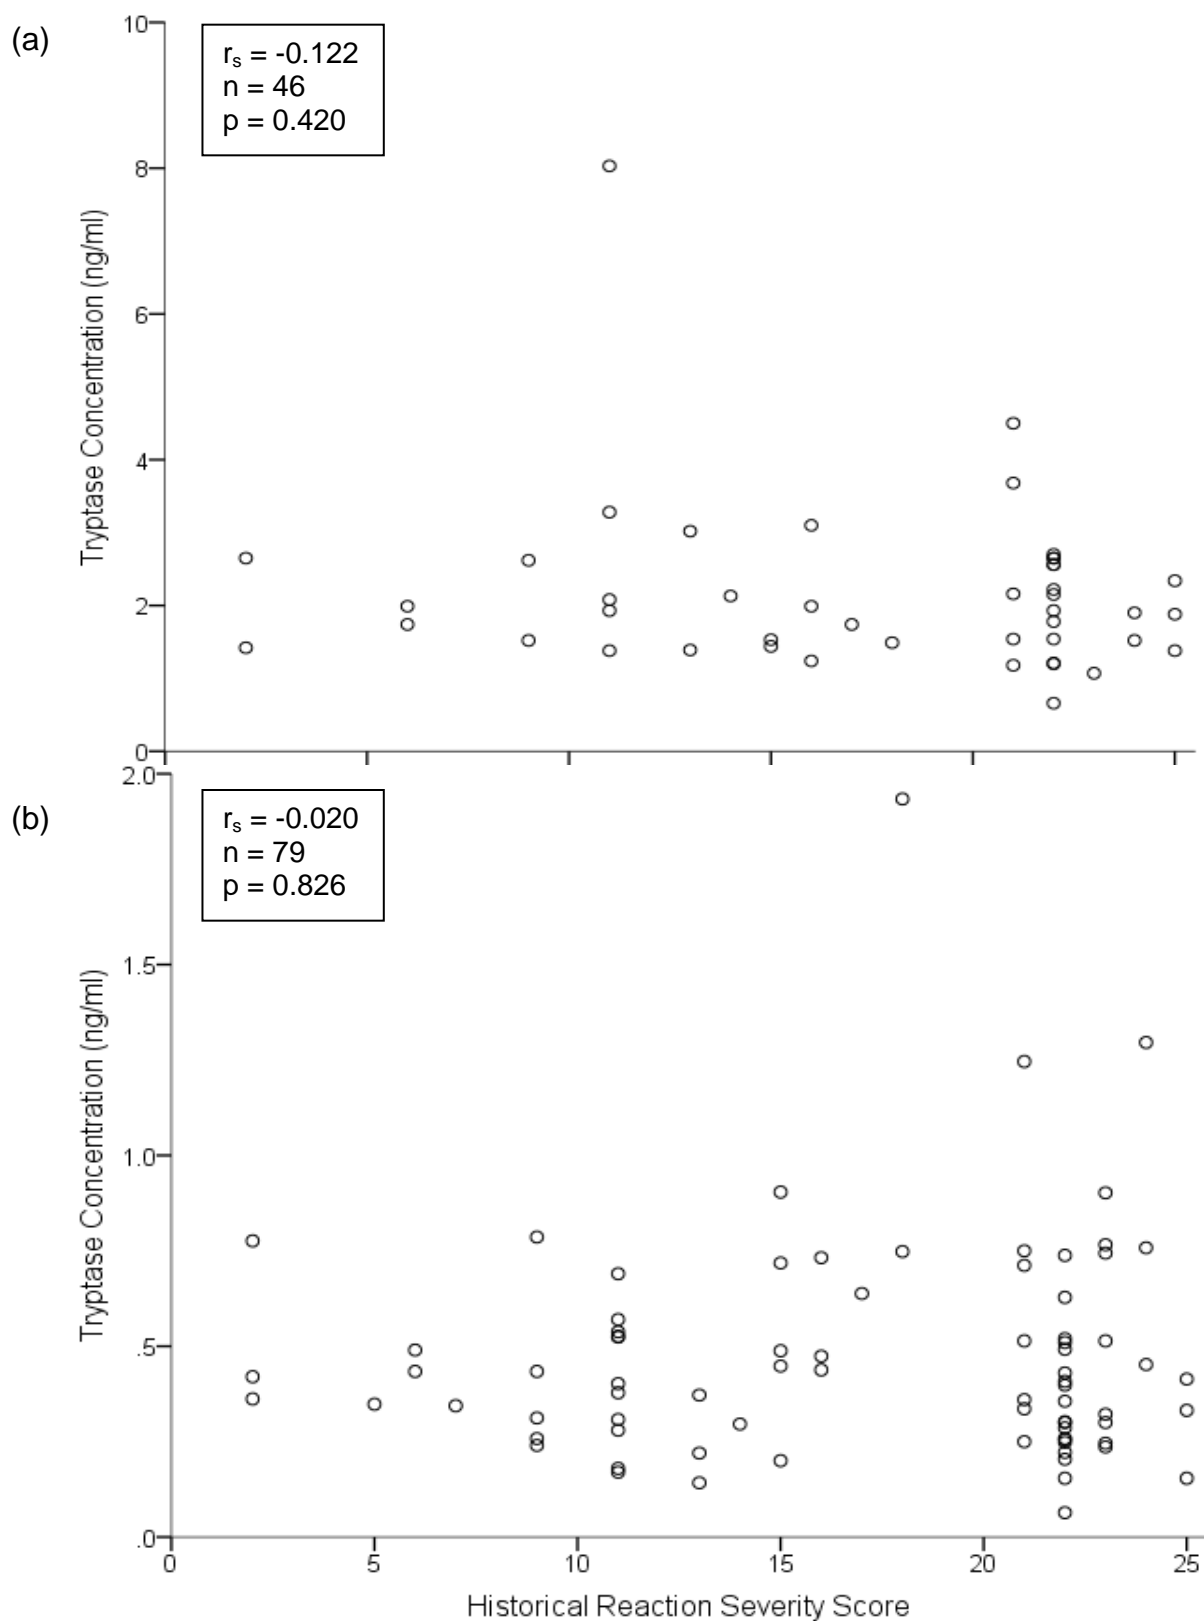 (a)
r_s = -0.122
n = 46
p = 0.420
Tryptase Concentration (ng/ml)
10
8
6
4
2
0
(b)
r_s = -0.020
n = 79
p = 0.826
Tryptase Concentration (ng/ml)
2.0
1.5
1.0
.5
.0
0 5 10 15 20 25
Historical Reaction Severity Score